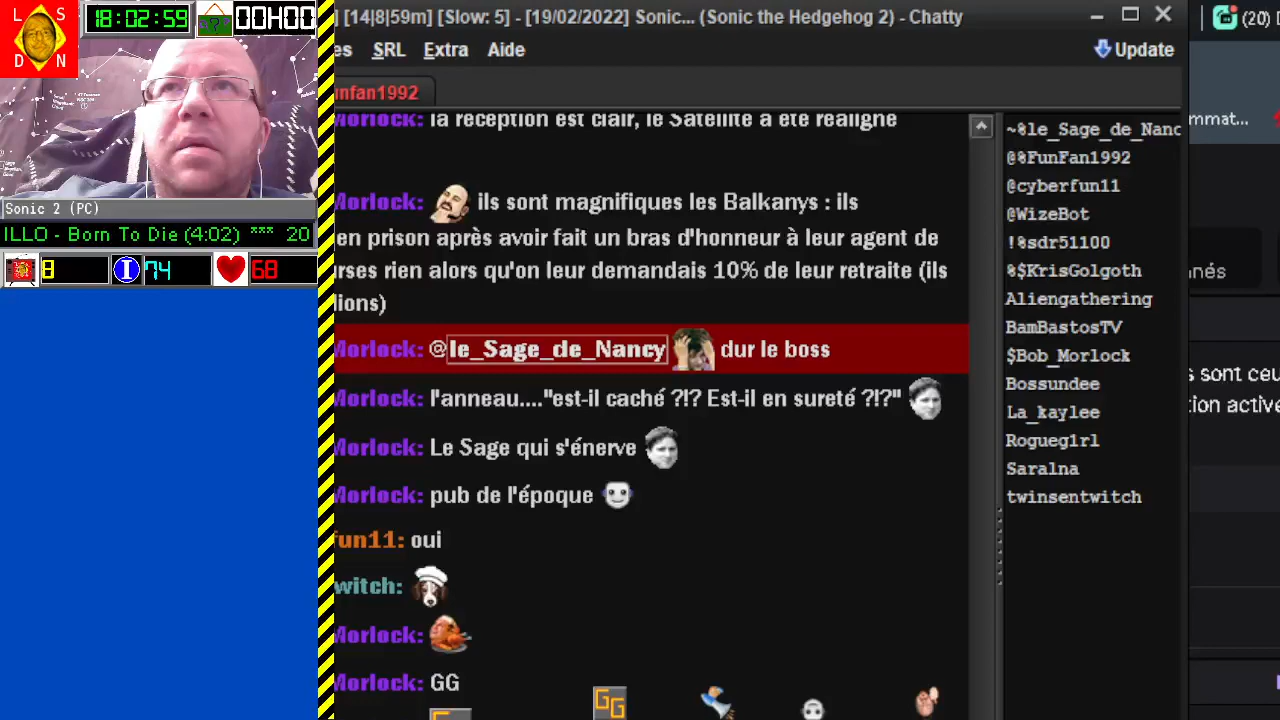 L S
D N
18:02:59
00H00
Sonic 2 (PC)
ILLO - Born To Die (4:02) *** 20
8
74
68
[14|8|59m] [Slow: 5] - [19/02/2022] Sonic... (Sonic the Hedgehog 2) - Chatty
es SRL Extra Aide
Update
nfan1992
Morlock: la réception est clair, le Satellite a été réaligné
Morlock: ils sont magnifiques les Balkanys : ils
en prison après avoir fait un bras d'honneur à leur agent de
urses rien alors qu'on leur demandais 10% de leur retraite (ils
lions)
Morlock: @le_Sage_de_Nancy dur le boss
Morlock: l'anneau...."est-il caché ?!? Est-il en sureté ?!?"
Morlock: Le Sage qui s'énerve
Morlock: pub de l'époque
fun11: oui
witch:
Morlock:
Morlock: GG
GG
~%le_Sage_de_Nanc
@%FunFan1992
@cyberfun11
@WizeBot
!%sdr51100
%$KrisGolgoth
Aliengathering
BamBastosTV
$Bob_Morlock
Bossundee
La_kaylee
Rogueg1rl
Saralna
twinsentwitch
(20)
mmat...
nés
s sont ceu
tion active